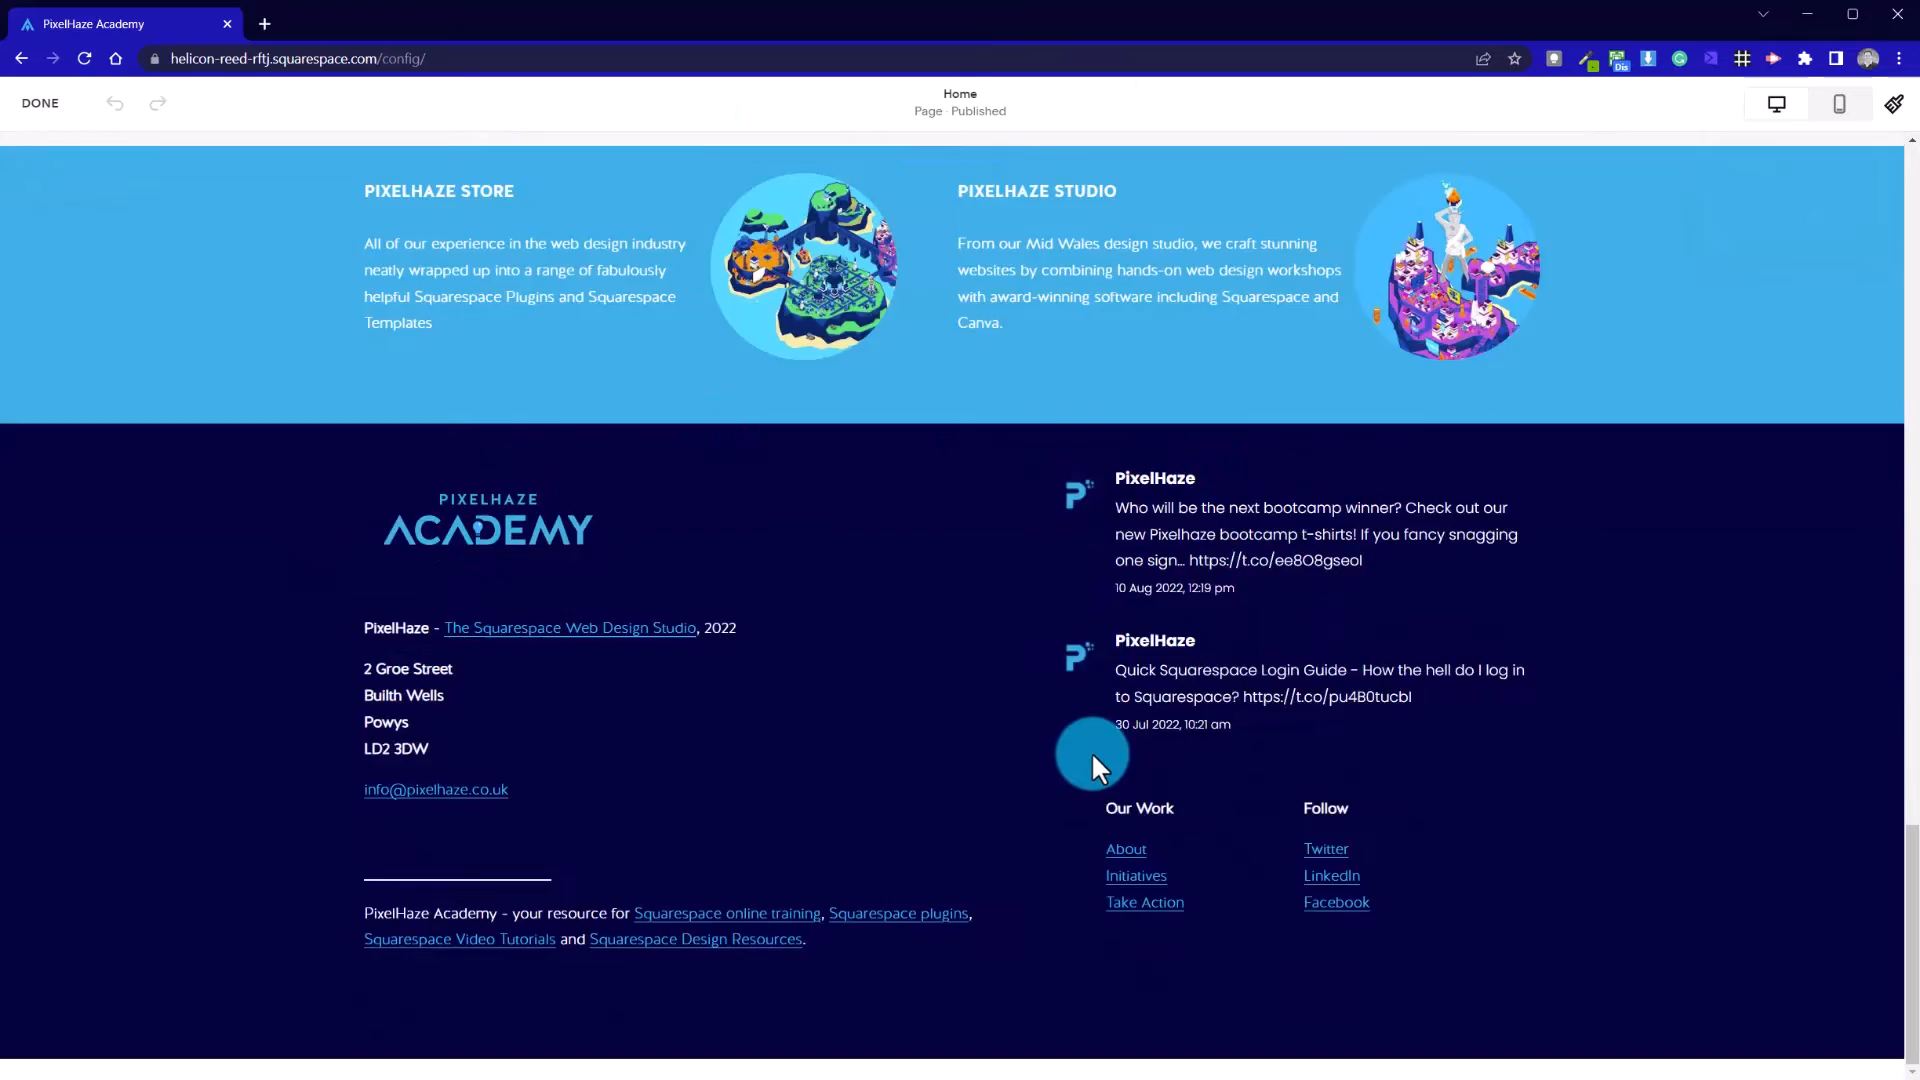 PixelHaze Academy
helicon-reed-rftj.squarespace.com/config/
Dis
DONE
Home
Page · Published
PIXELHAZE STORE
All of our experience in the web design industry
neatly wrapped up into a range of fabulously
helpful Squarespace Plugins and Squarespace
Templates
PIXELHAZE STUDIO
From our Mid Wales design studio, we craft stunning
websites by combining hands-on web design workshops
with award-winning software including Squarespace and
Canva.
PIXELHAZE
ACADEMY
PixelHaze - The Squarespace Web Design Studio, 2022
2 Groe Street
Builth Wells
Powys
LD2 3DW
info@pixelhaze.co.uk
PixelHaze Academy - your resource for Squarespace online training, Squarespace plugins,
Squarespace Video Tutorials and Squarespace Design Resources.
PixelHaze
Who will be the next bootcamp winner? Check out our
new Pixelhaze bootcamp t-shirts! If you fancy snagging
one sign… https://t.co/ee8O8gseoI
10 Aug 2022, 12:19 pm
PixelHaze
Quick Squarespace Login Guide - How the hell do I log in
to Squarespace? https://t.co/pu4B0tucbI
30 Jul 2022, 10:21 am
Our Work
About
Initiatives
Take Action
Follow
Twitter
LinkedIn
Facebook